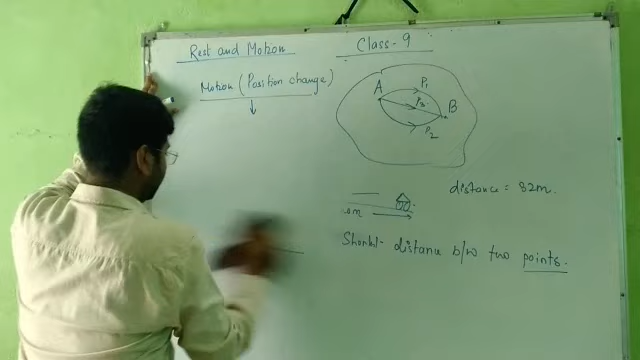 Rest and Motion
Class-9
Motion (Position change)
A
P1
P3
B
P2
distance = 82m.
Shortest distance b/w two points.